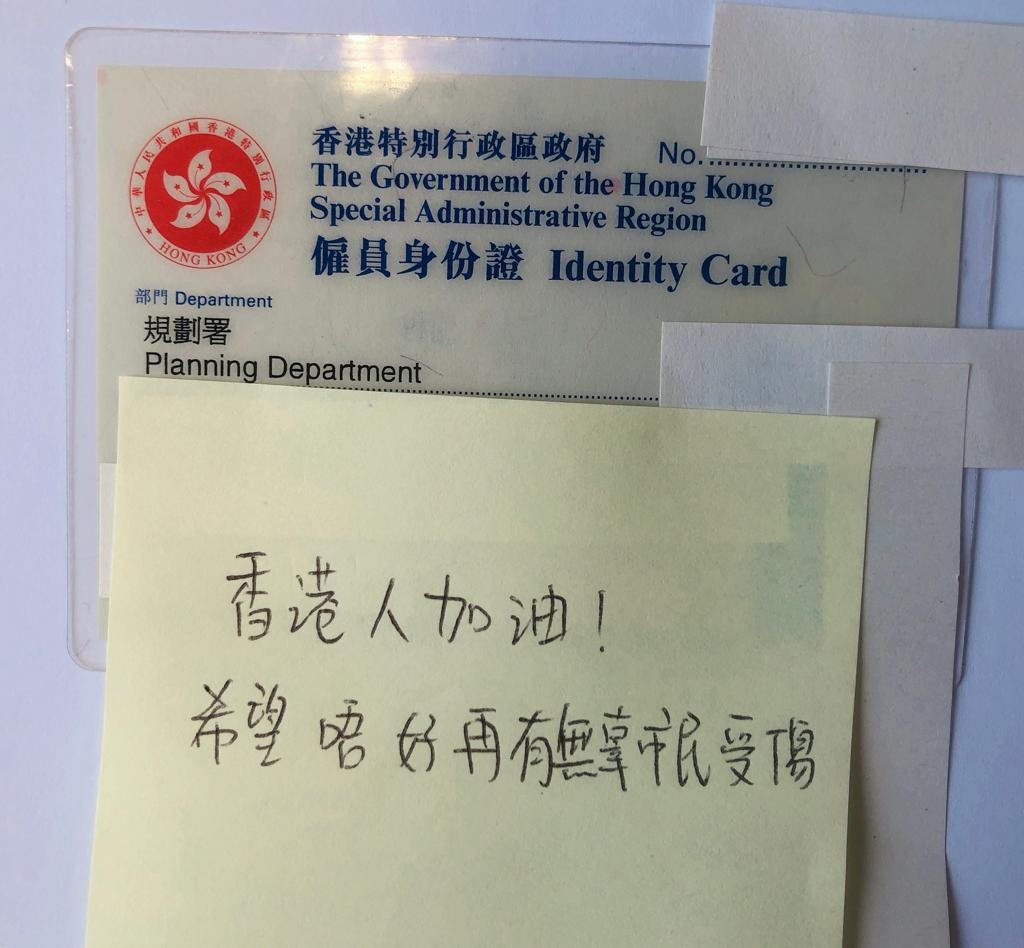 中華人民共和國香港特別行政區
HONG KONG
香港特別行政區政府 No.
The Government of the Hong Kong
Special Administrative Region
僱員身份證 Identity Card
部門 Department
規劃署
Planning Department
香港人加油!
希望唔好再有無辜市民受傷